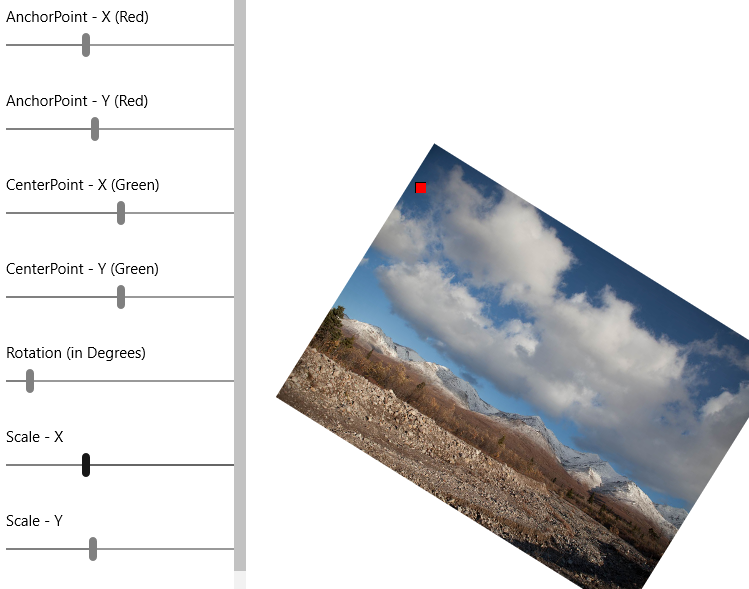 AnchorPoint - X (Red)
AnchorPoint - Y (Red)
CenterPoint - X (Green)
CenterPoint - Y (Green)
Rotation (in Degrees)
Scale - X
Scale - Y